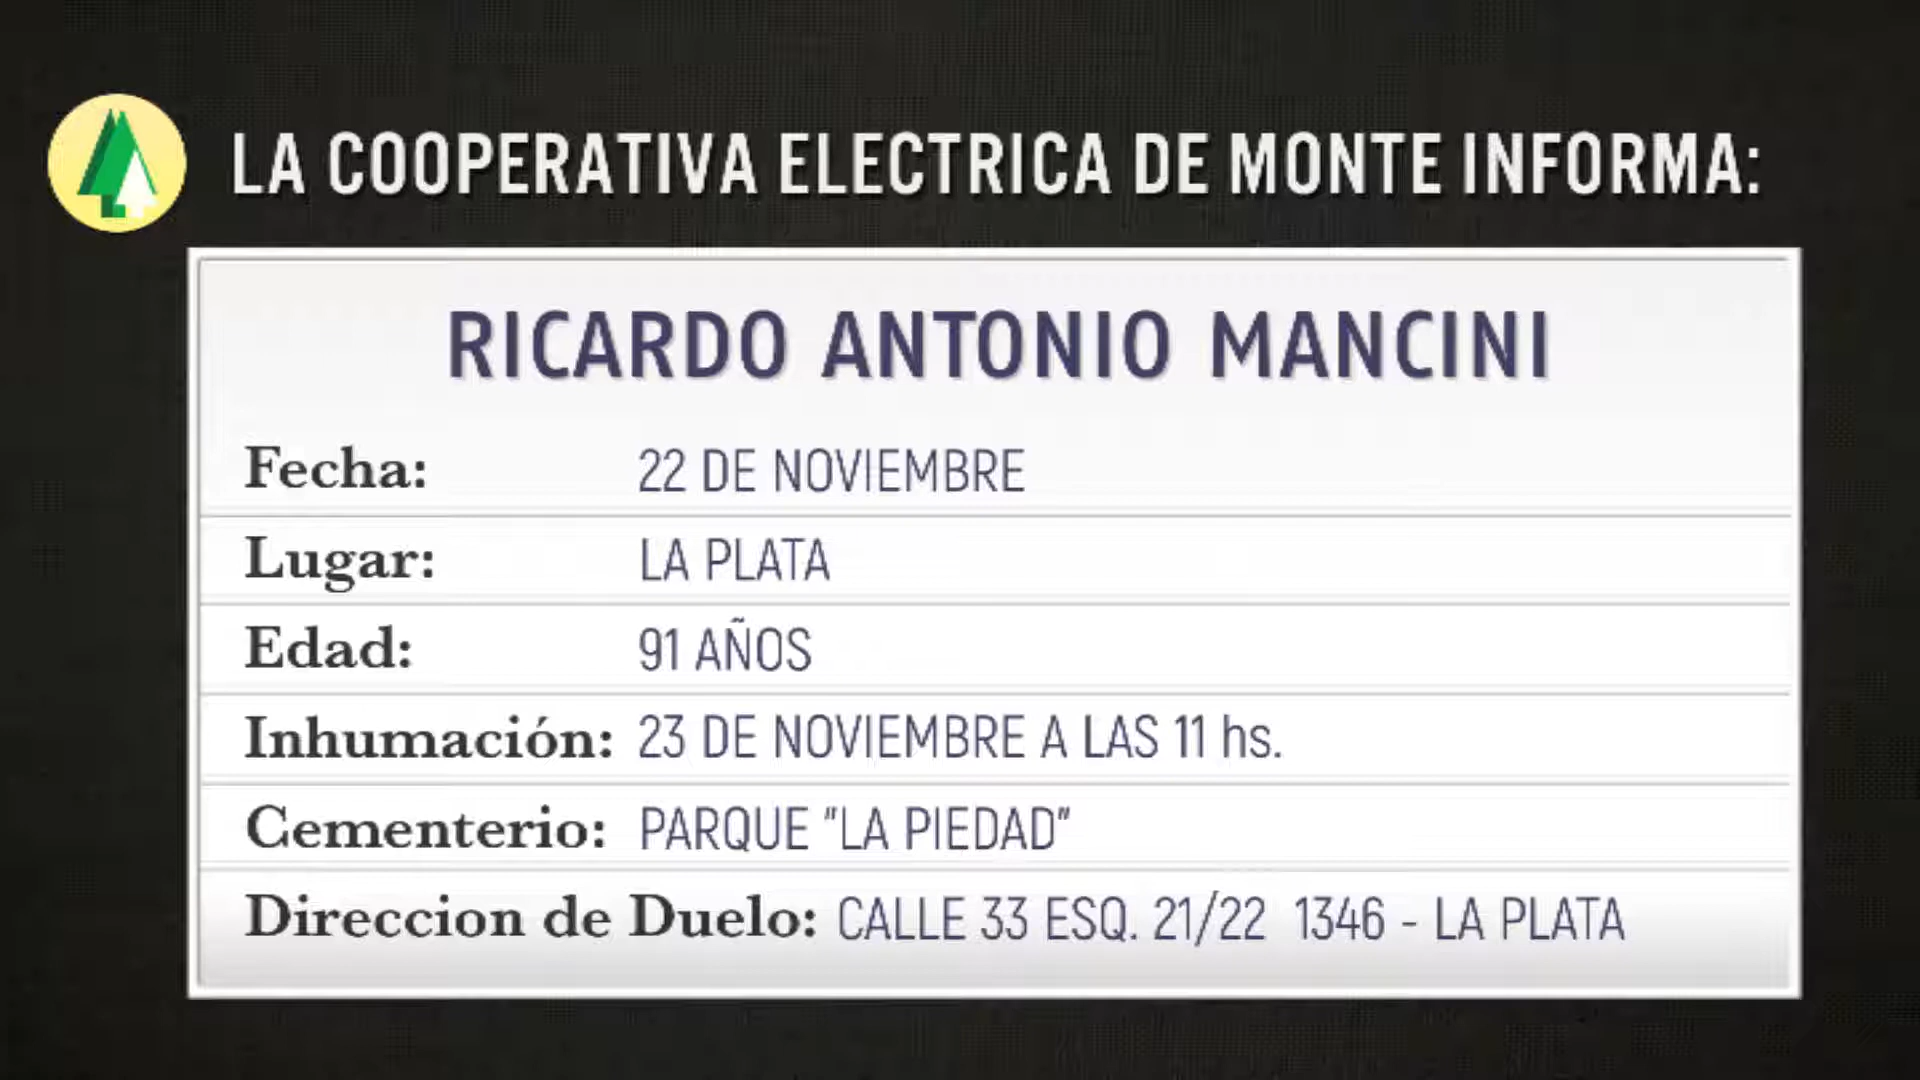 LA COOPERATIVA ELECTRICA DE MONTE INFORMA:
RICARDO ANTONIO MANCINI
Fecha: 22 DE NOVIEMBRE
Lugar: LA PLATA
Edad: 91 AÑOS
Inhumación: 23 DE NOVIEMBRE A LAS 11 hs.
Cementerio: PARQUE "LA PIEDAD"
Direccion de Duelo: CALLE 33 ESQ. 21/22 1346 - LA PLATA